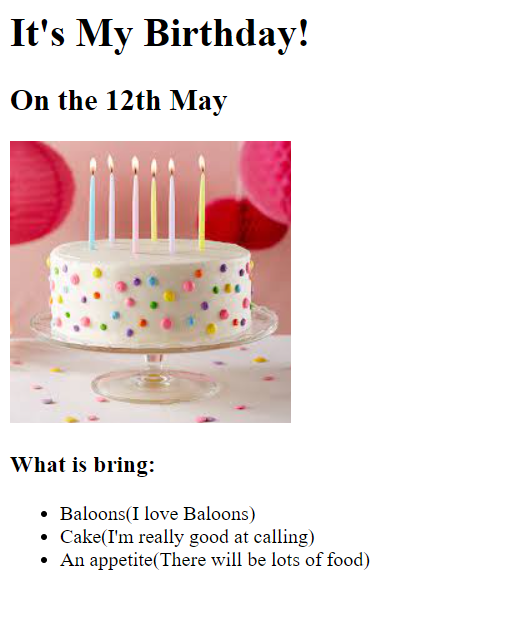 It's My Birthday!
On the 12th May
What is bring:
Baloons(I love Baloons)
Cake(I'm really good at calling)
An appetite(There will be lots of food)